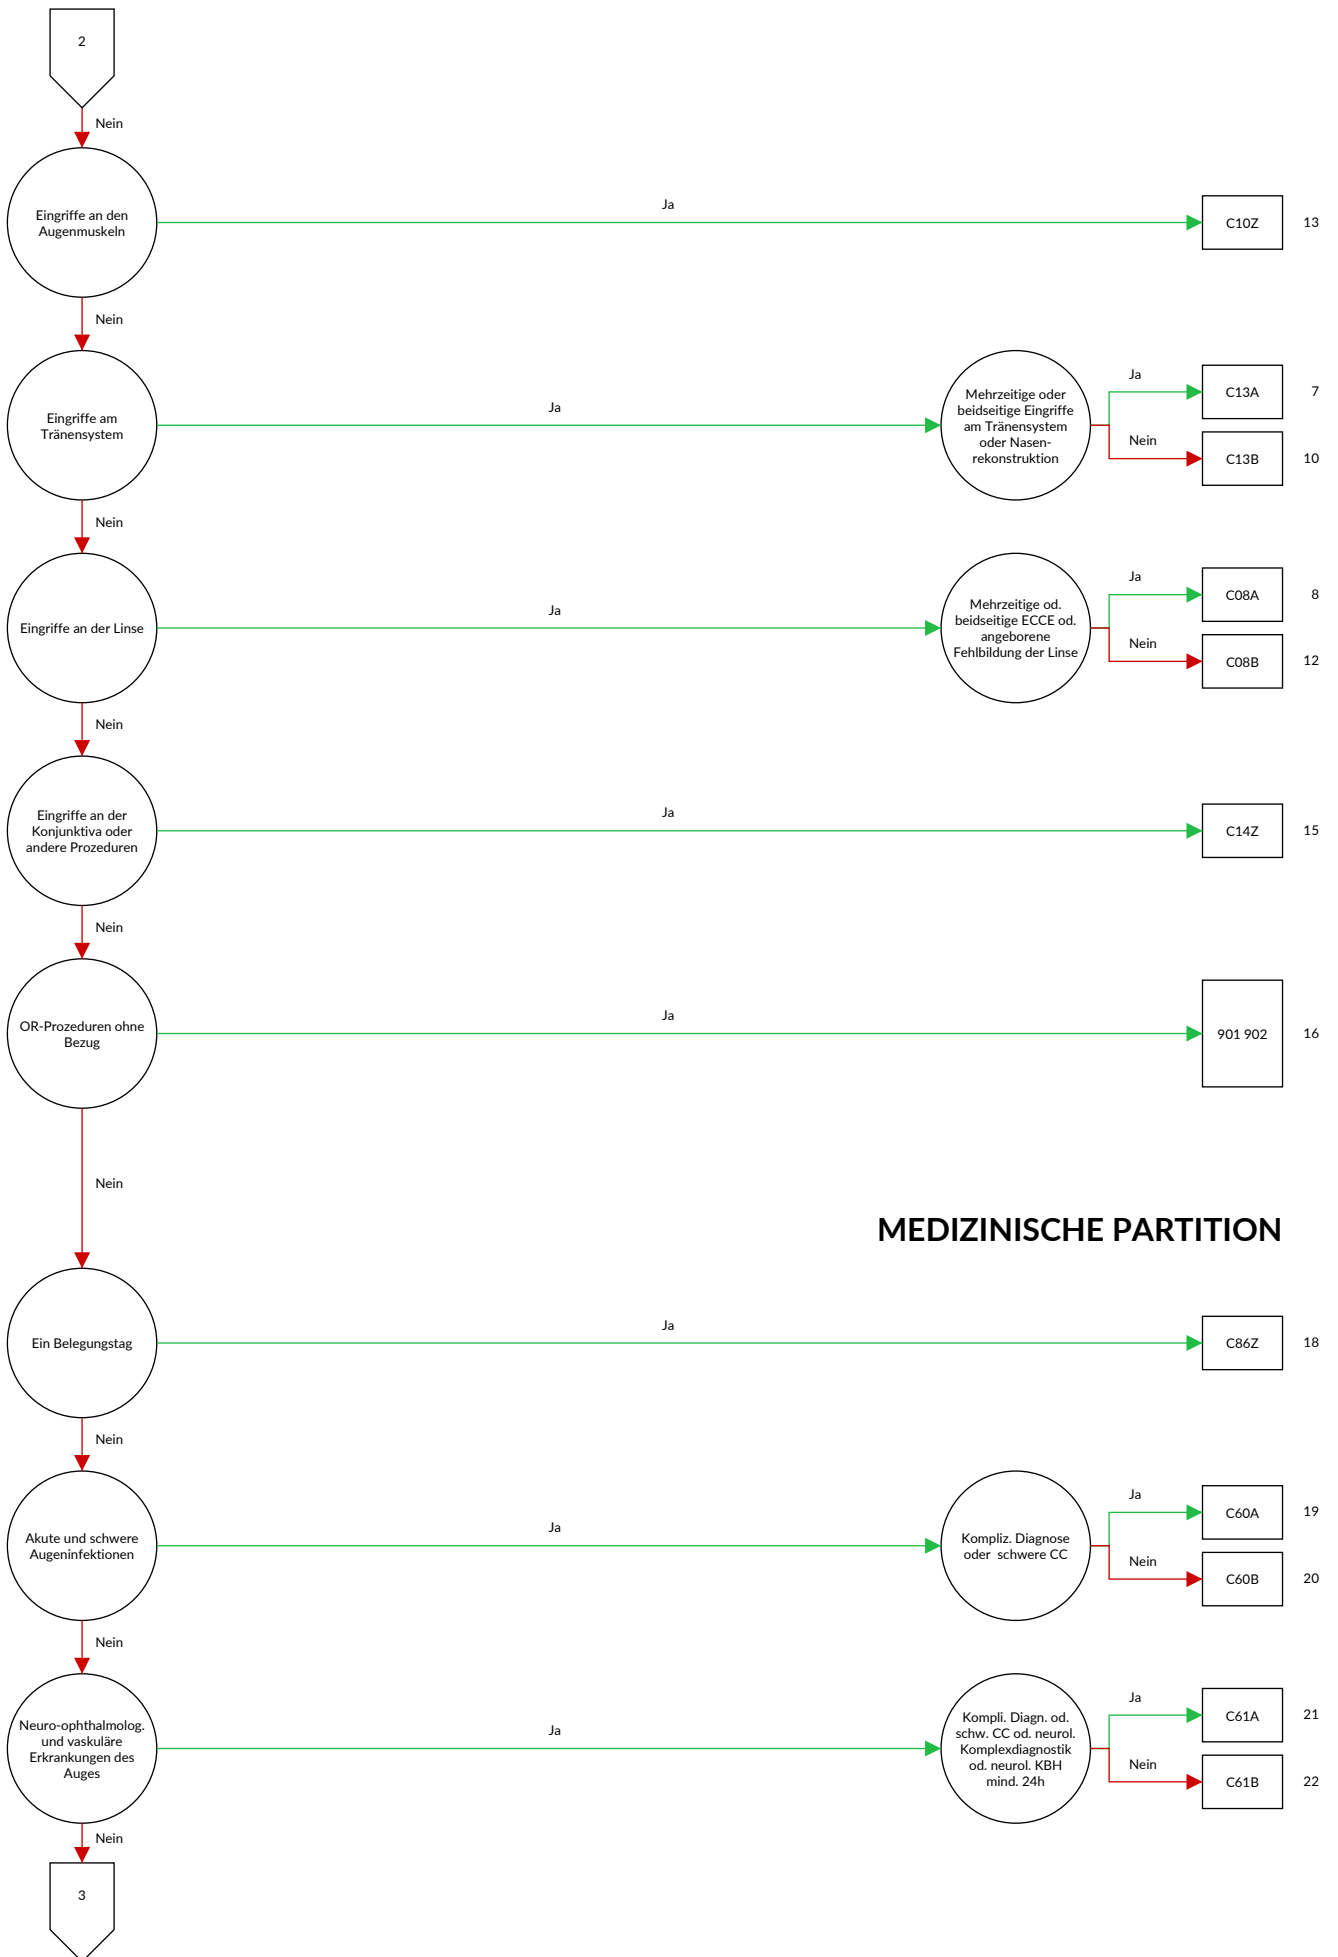 2
Nein
Eingriffe an den
Augenmuskeln
Ja
C10Z
13
Nein
Eingriffe am
Tränensystem
Ja
Mehrzeitige oder
beidseitige Eingriffe
am Tränensystem
oder Nasen-
rekonstruktion
Ja
C13A
7
Nein
C13B
10
Nein
Eingriffe an der Linse
Ja
Mehrzeitige od.
beidseitige ECCE od.
angeborene
Fehlbildung der Linse
Ja
C08A
8
Nein
C08B
12
Nein
Eingriffe an der
Konjunktiva oder
andere Prozeduren
Ja
C14Z
15
Nein
OR-Prozeduren ohne
Bezug
Ja
901 902
16
Nein
MEDIZINISCHE PARTITION
Ein Belegungstag
Ja
C86Z
18
Nein
Akute und schwere
Augeninfektionen
Ja
Kompliz. Diagnose
oder schwere CC
Ja
C60A
19
Nein
C60B
20
Nein
Neuro-ophthalmolog.
und vaskuläre
Erkrankungen des
Auges
Ja
Kompli. Diagn. od.
schw. CC od. neurol.
Komplexdiagnostik
od. neurol. KBH
mind. 24h
Ja
C61A
21
Nein
C61B
22
Nein
3